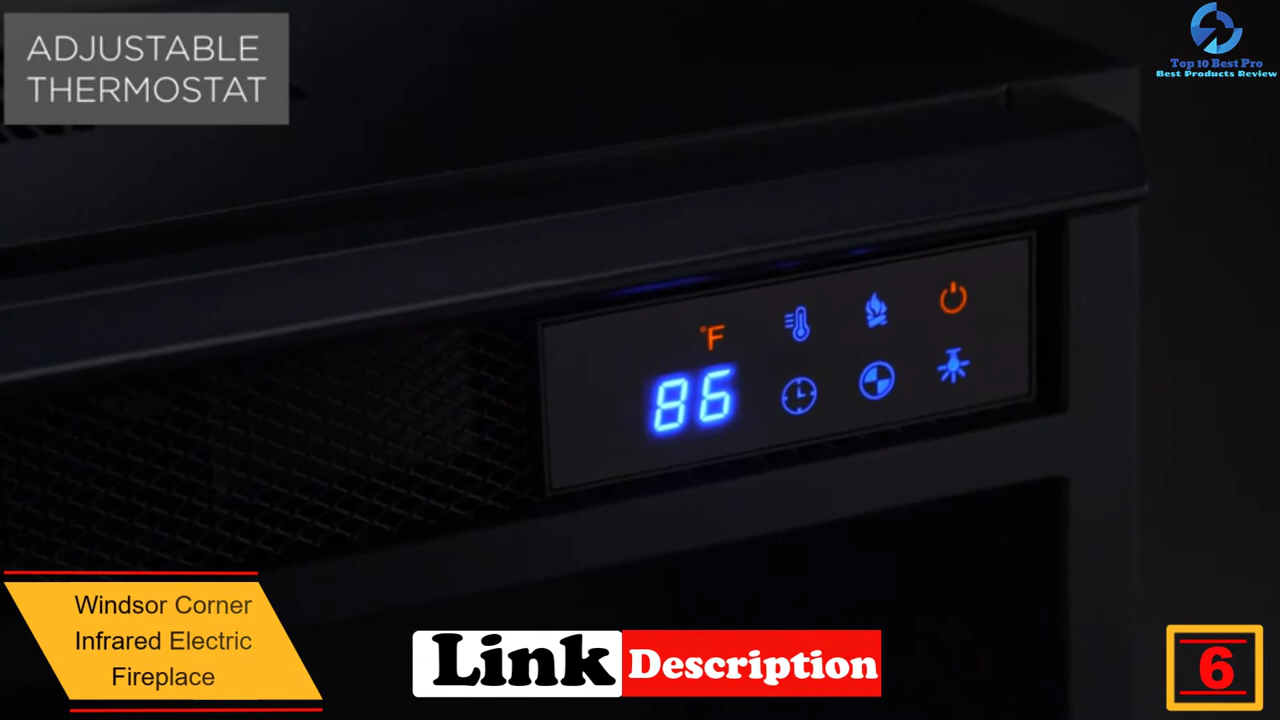 ADJUSTABLE
THERMOSTAT
Top 10 Best Pro
Best Products Review
°F
86
Windsor Corner
Infrared Electric
Fireplace
Link Description
6